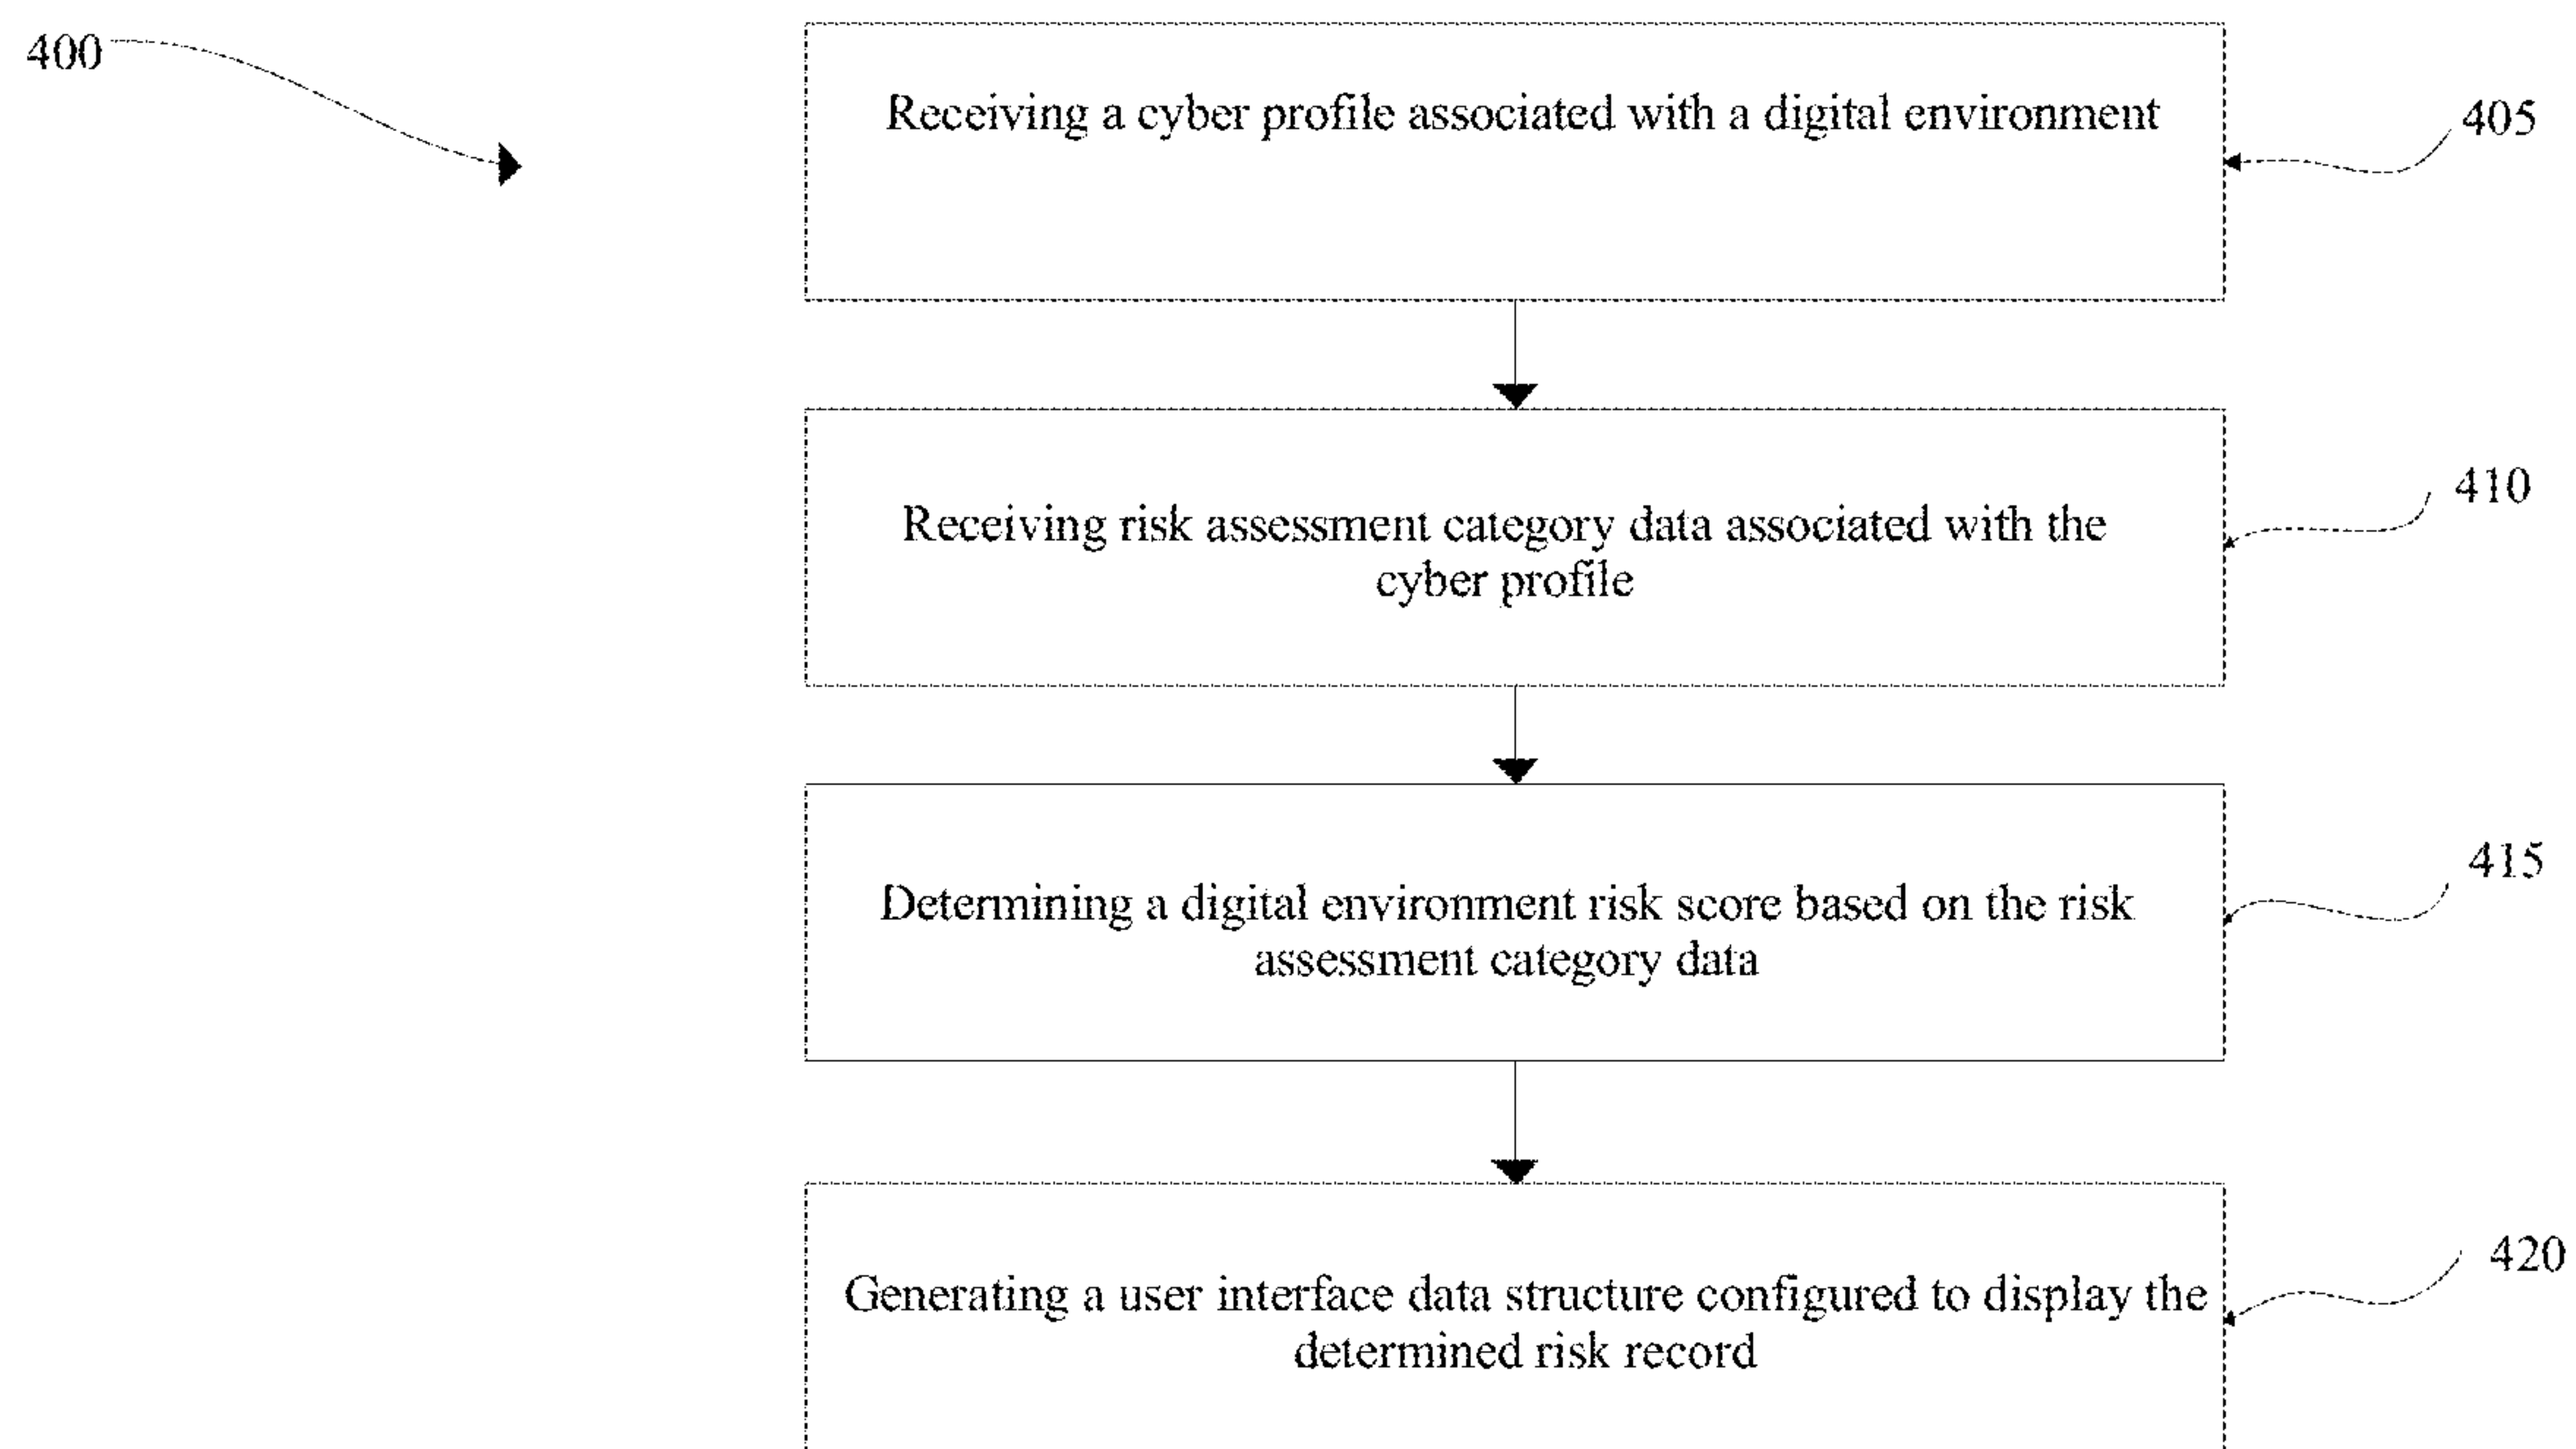 400
Receiving a cyber profile associated with a digital environment
405
Receiving risk assessment category data associated with the
cyber profile
410
Determining a digital environment risk score based on the risk
assessment category data
415
Generating a user interface data structure configured to display the
determined risk record
420